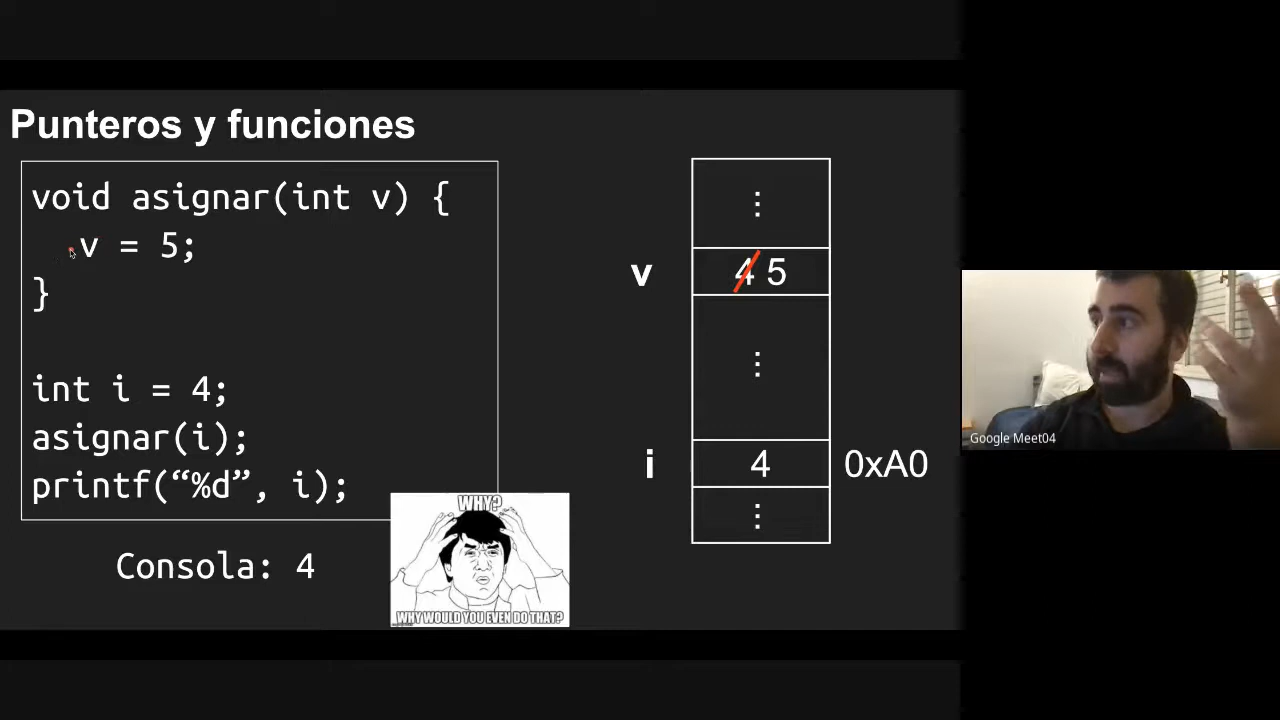 Punteros y funciones
void asignar(int v) {
v = 5;
}
int i = 4;
asignar(i);
printf(“%d”, i);
Consola: 4
WHY?
WHY WOULD YOU EVEN DO THAT?
⋮
v 4 5
⋮
i 4 0xA0
⋮
Google Meet04